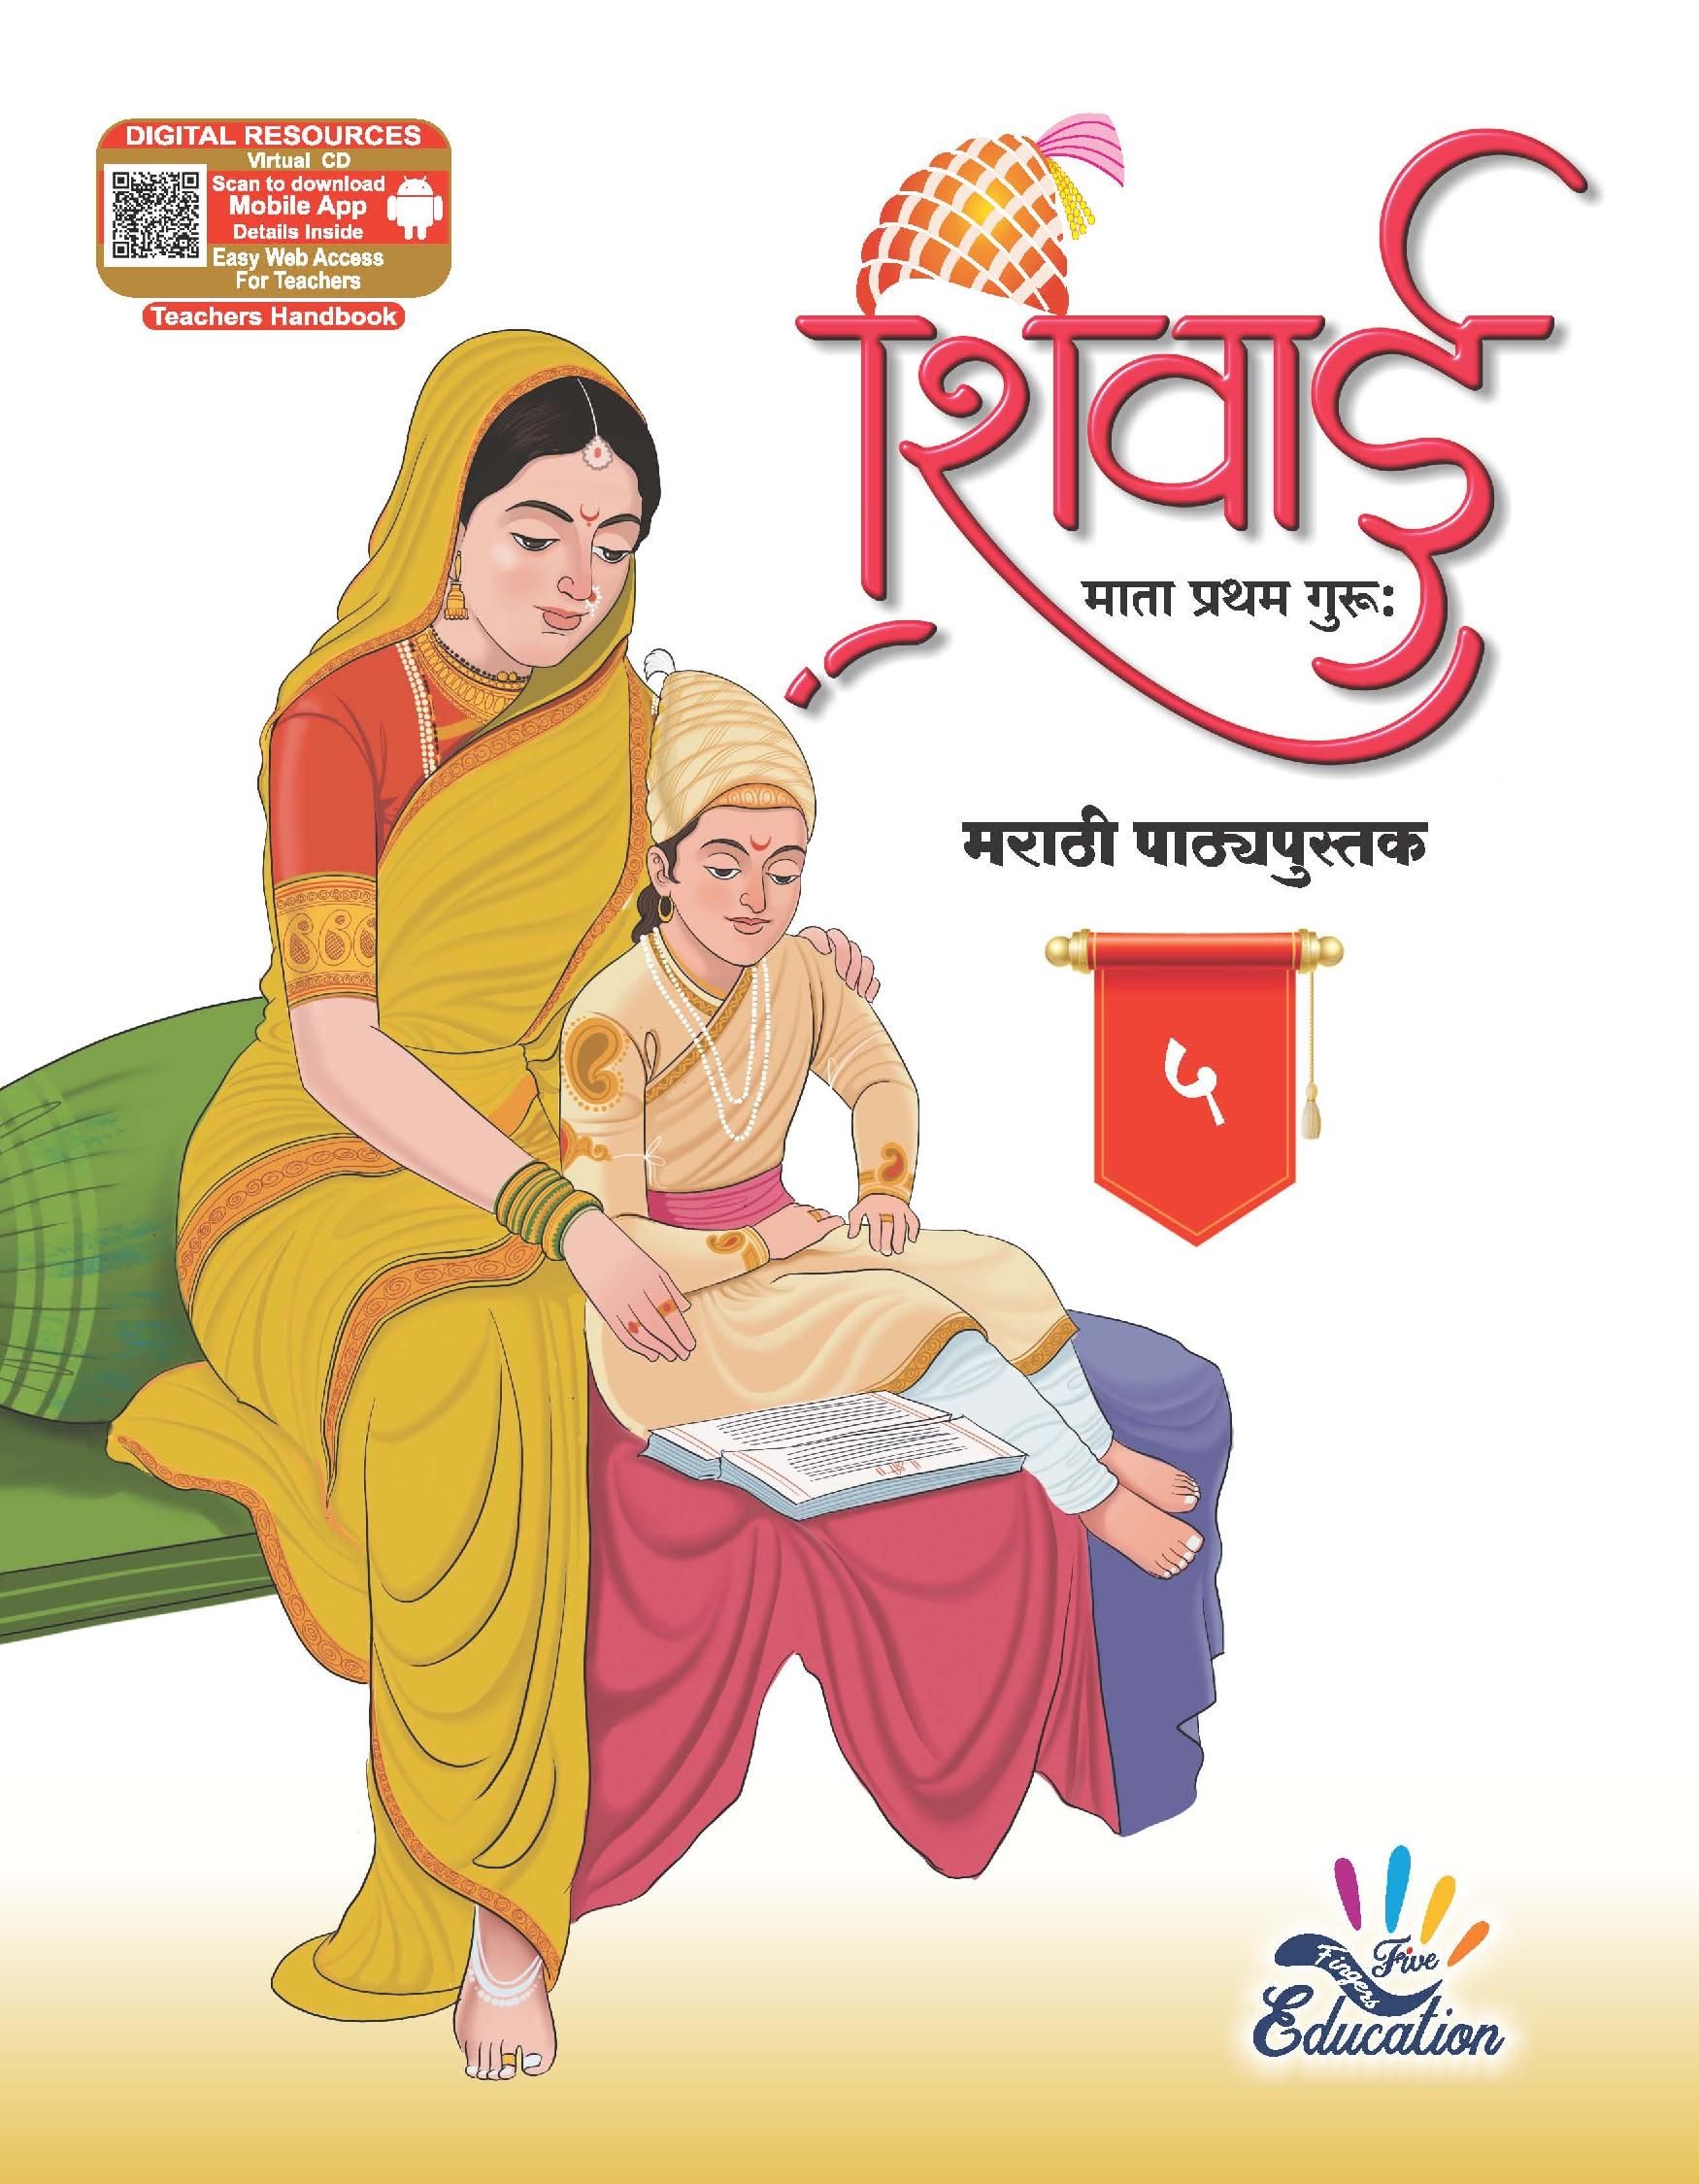 DIGITAL RESOURCES
Virtual CD
Scan to download
Mobile App
Details Inside
Easy Web Access
For Teachers
Teachers Handbook
शिवाई
माता प्रथम गुरू:
मराठी पाठ्यपुस्तक
५
Five
Fingers
Education